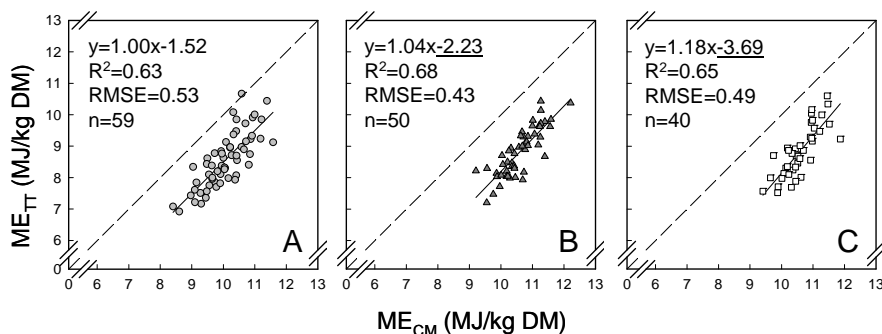 13
12
11
10
9
8
7
6
0
ME_TT (MJ/kg DM)
y=1.00x-1.52
R²=0.63
RMSE=0.53
n=59
A
0 6 7 8 9 10 11 12 13
y=1.04x-2.23
R²=0.68
RMSE=0.43
n=50
B
0 6 7 8 9 10 11 12 13
y=1.18x-3.69
R²=0.65
RMSE=0.49
n=40
C
0 6 7 8 9 10 11 12 13
ME_CM (MJ/kg DM)